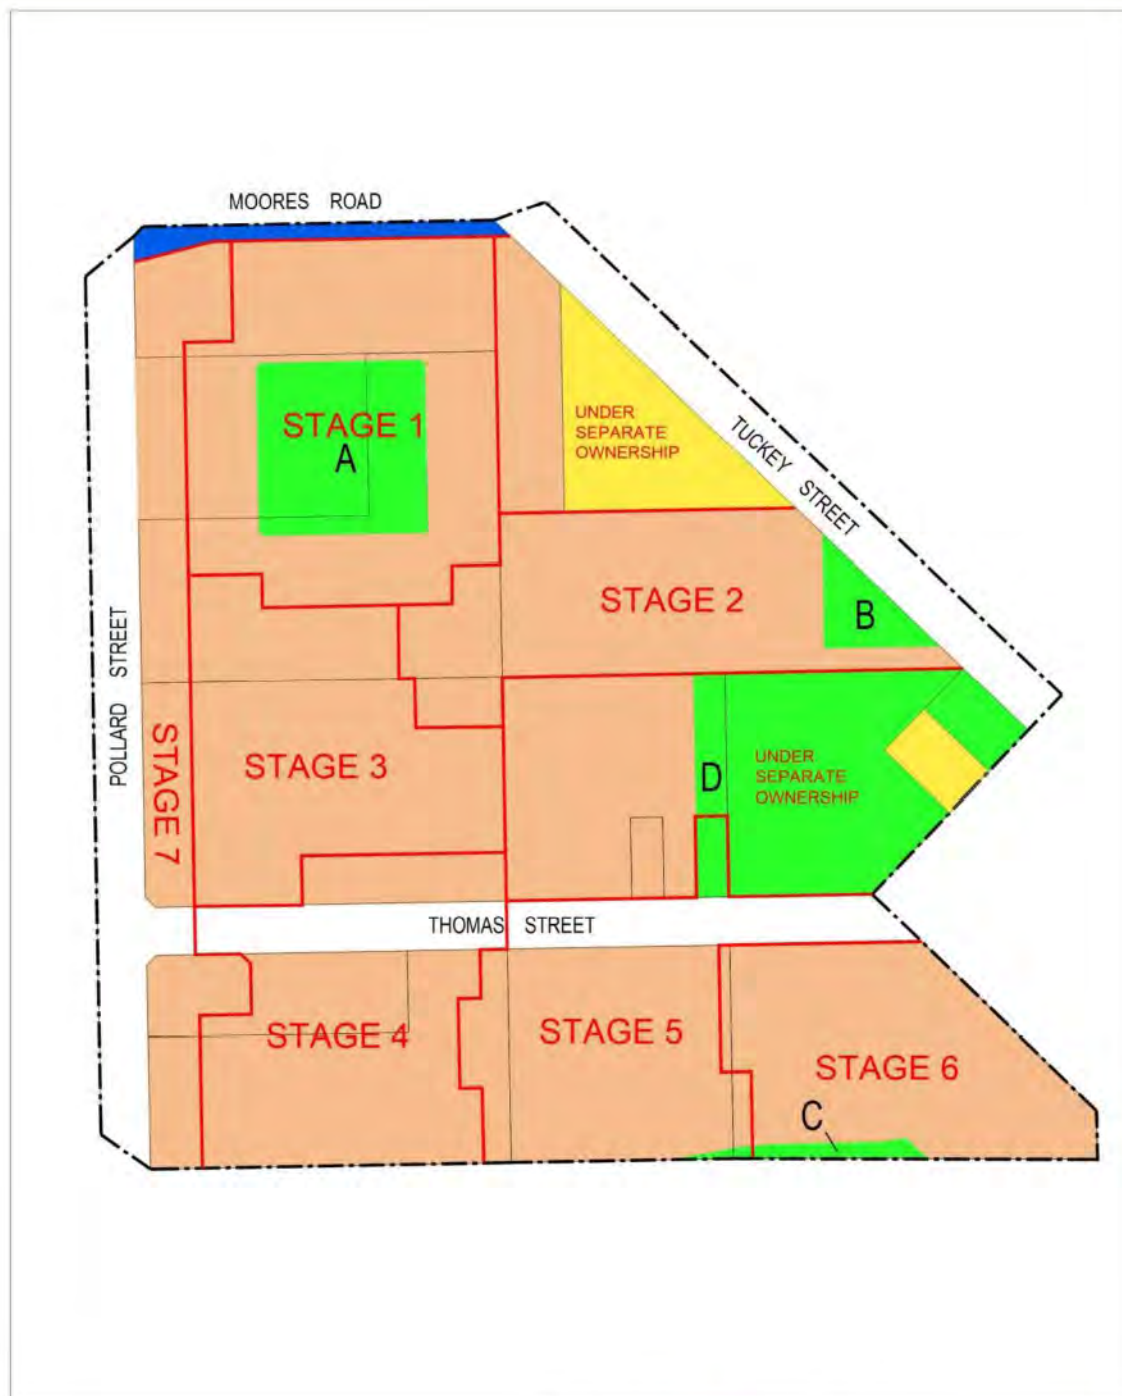 MOORES ROAD
STAGE 1
A
UNDER
SEPARATE
OWNERSHIP
TUCKEY STREET
STAGE 2
B
POLLARD STREET
STAGE 7
STAGE 3
D
UNDER
SEPARATE
OWNERSHIP
THOMAS STREET
STAGE 4
STAGE 5
STAGE 6
C